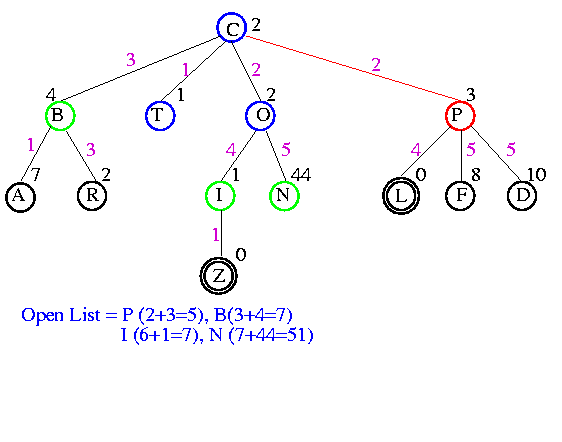 C 2
3 1 2 2
4 1 2 3
B T O P
1 3 4 5 4 5 5
7 2 1 44 0 8 10
A R I N L F D
1
0
Z
Open List = P (2+3=5), B(3+4=7)
I (6+1=7), N (7+44=51)